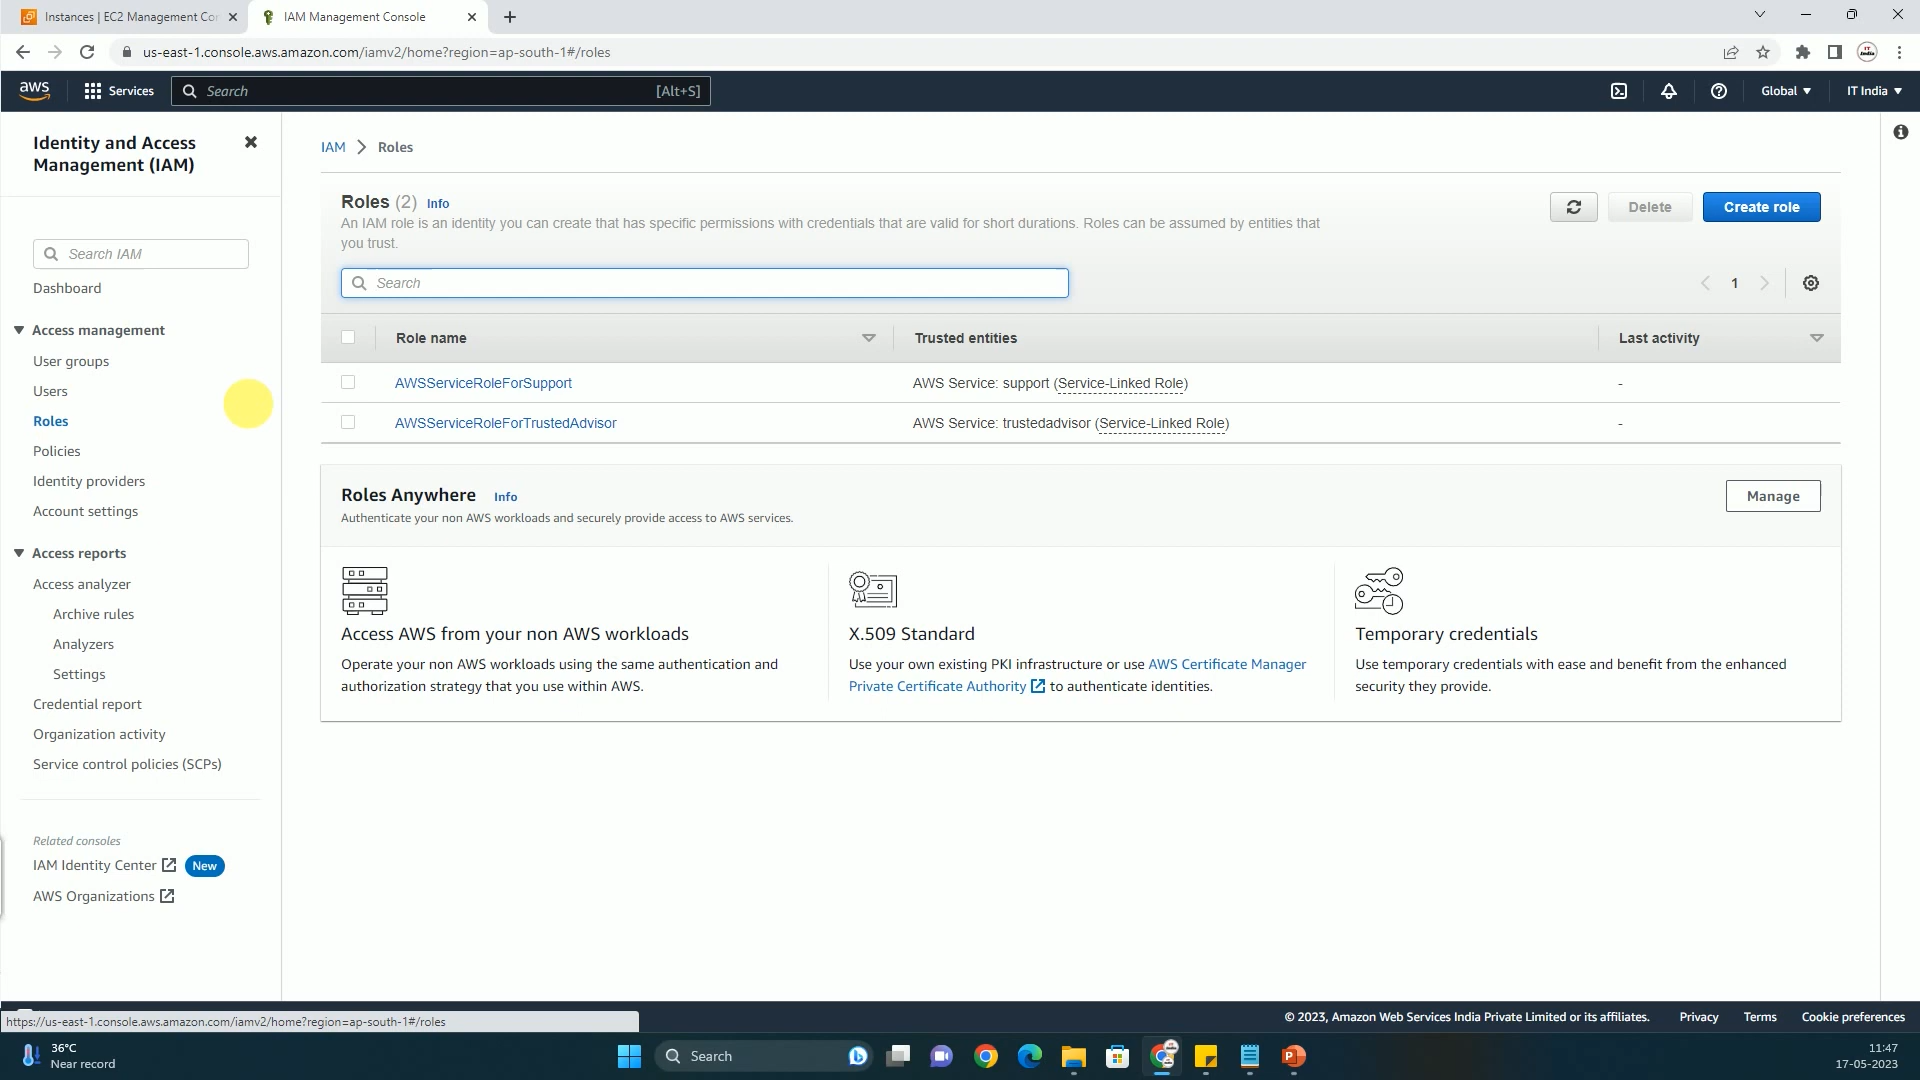 Instances | EC2 Management Co
IAM Management Console
us-east-1.console.aws.amazon.com/iamv2/home?region=ap-south-1#/roles
aws
Services
Search
[Alt+S]
Global
IT India
Identity and Access
Management (IAM)
Search IAM
Dashboard
Access management
User groups
Users
Roles
Policies
Identity providers
Account settings
Access reports
Access analyzer
Archive rules
Analyzers
Settings
Credential report
Organization activity
Service control policies (SCPs)
Related consoles
IAM Identity Center
New
AWS Organizations
IAM > Roles
Roles (2) Info
An IAM role is an identity you can create that has specific permissions with credentials that are valid for short durations. Roles can be assumed by entities that
you trust.
Delete
Create role
Search
1
Role name
Trusted entities
Last activity
AWSServiceRoleForSupport
AWS Service: support (Service-Linked Role)
-
AWSServiceRoleForTrustedAdvisor
AWS Service: trustedadvisor (Service-Linked Role)
-
Roles Anywhere Info
Authenticate your non AWS workloads and securely provide access to AWS services.
Manage
Access AWS from your non AWS workloads
Operate your non AWS workloads using the same authentication and
authorization strategy that you use within AWS.
X.509 Standard
Use your own existing PKI infrastructure or use AWS Certificate Manager
Private Certificate Authority to authenticate identities.
Temporary credentials
Use temporary credentials with ease and benefit from the enhanced
security they provide.
https://us-east-1.console.aws.amazon.com/iamv2/home?region=ap-south-1#/roles
© 2023, Amazon Web Services India Private Limited or its affiliates.
Privacy
Terms
Cookie preferences
36°C
Near record
Search
11:47
17-05-2023